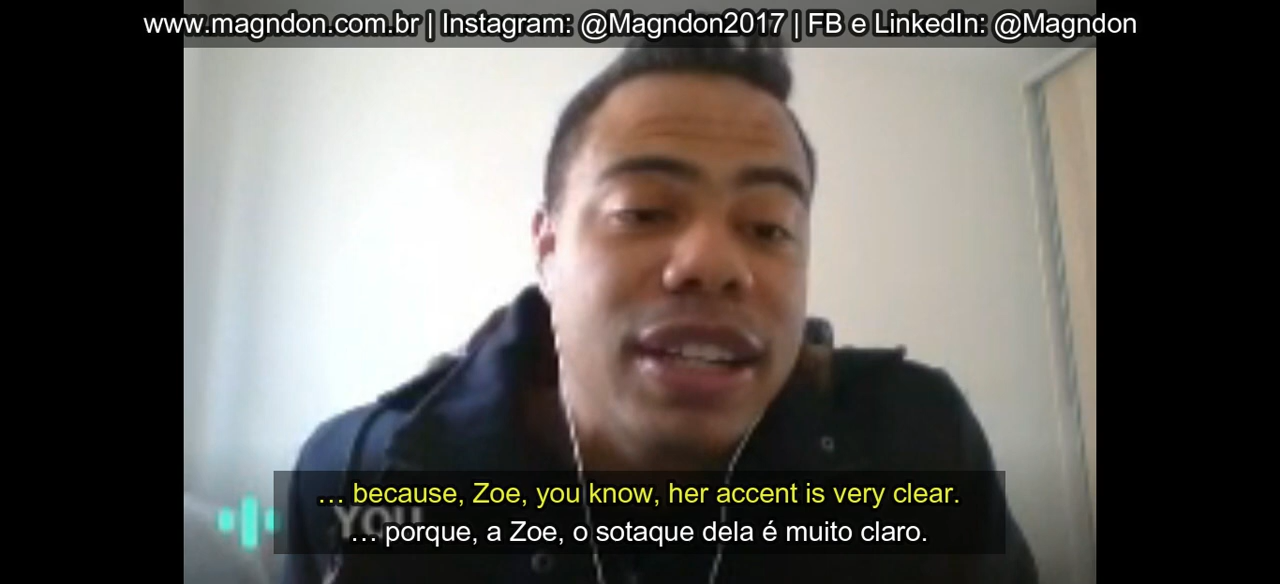 www.magndon.com.br | Instagram: @Magndon2017 | FB e LinkedIn: @Magndon
YOU
… because, Zoe, you know, her accent is very clear.
… porque, a Zoe, o sotaque dela é muito claro.